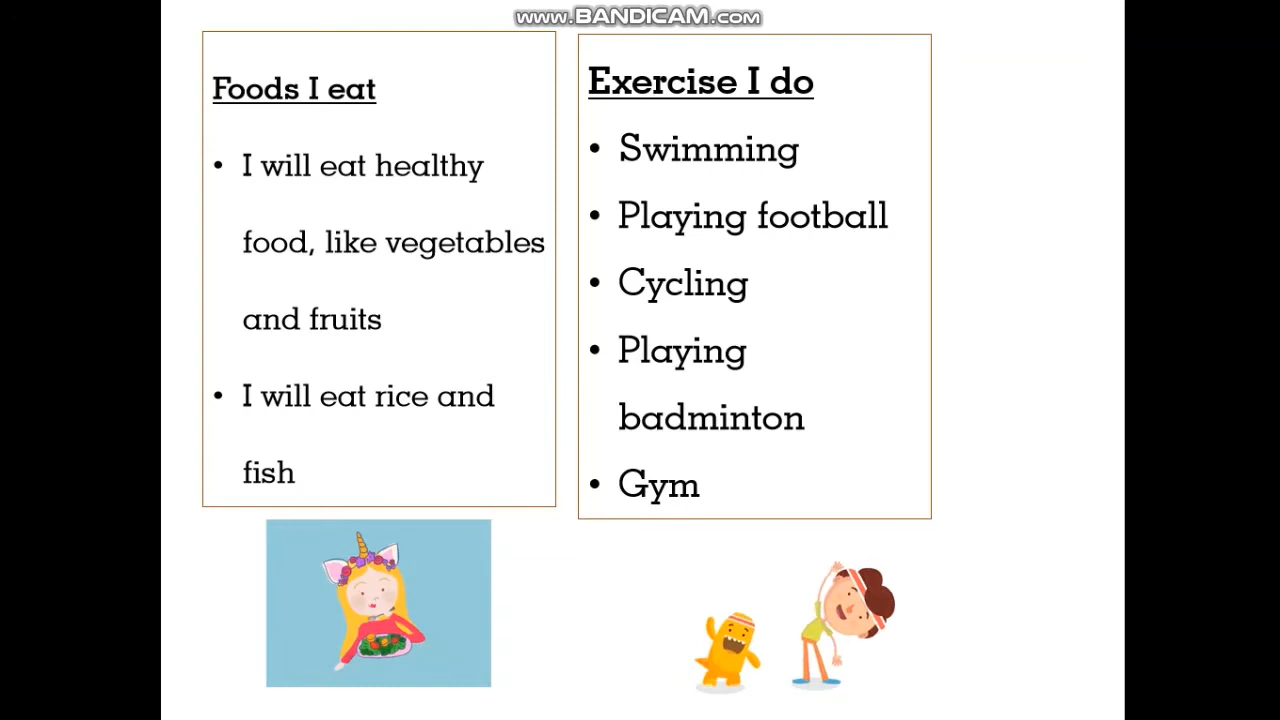 www.BANDICAM.com
Foods I eat
• I will eat healthy
food, like vegetables
and fruits
• I will eat rice and
fish
Exercise I do
• Swimming
• Playing football
• Cycling
• Playing
badminton
• Gym